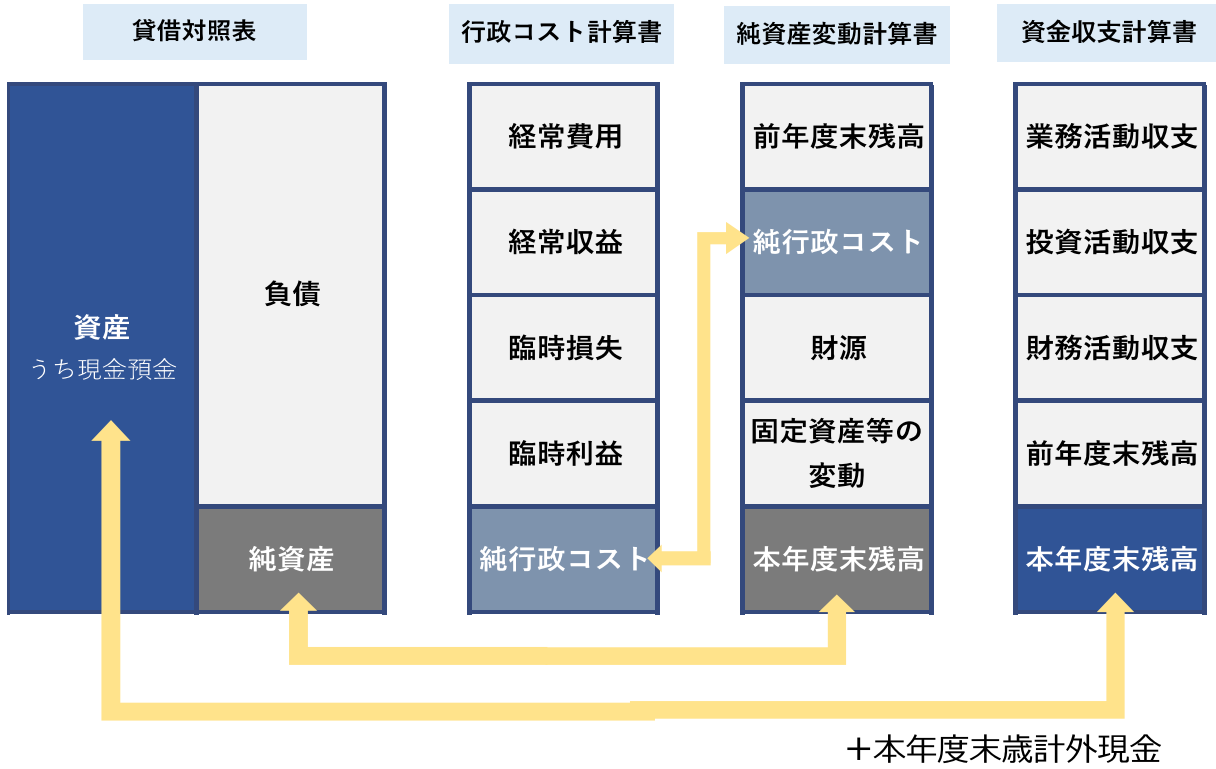 貸借対照表
資産
うち現金預金
負債
純資産
行政コスト計算書
経常費用
経常収益
臨時損失
臨時利益
純行政コスト
純資産変動計算書
前年度末残高
純行政コスト
財源
固定資産等の
変動
本年度末残高
資金収支計算書
業務活動収支
投資活動収支
財務活動収支
前年度末残高
本年度末残高
＋本年度末歳計外現金